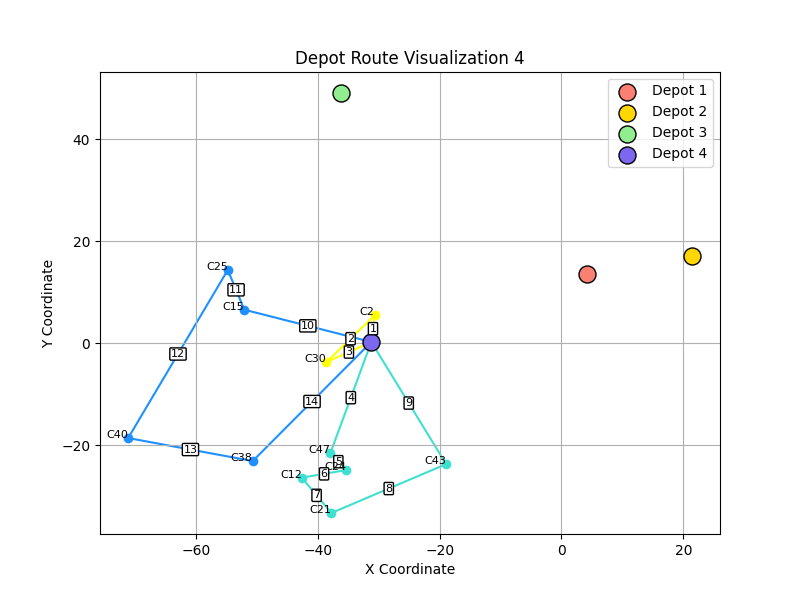 Depot Route Visualization 4
Depot 1
Depot 2
Depot 3
Depot 4
40
20
0
−20
−60
−40
−20
0
20
Y Coordinate
X Coordinate
C25
11
C15
10
12
C2
1
2
3
C30
14
4
9
C40
13
C38
C47
5
C24
6
C12
7
C21
8
C43